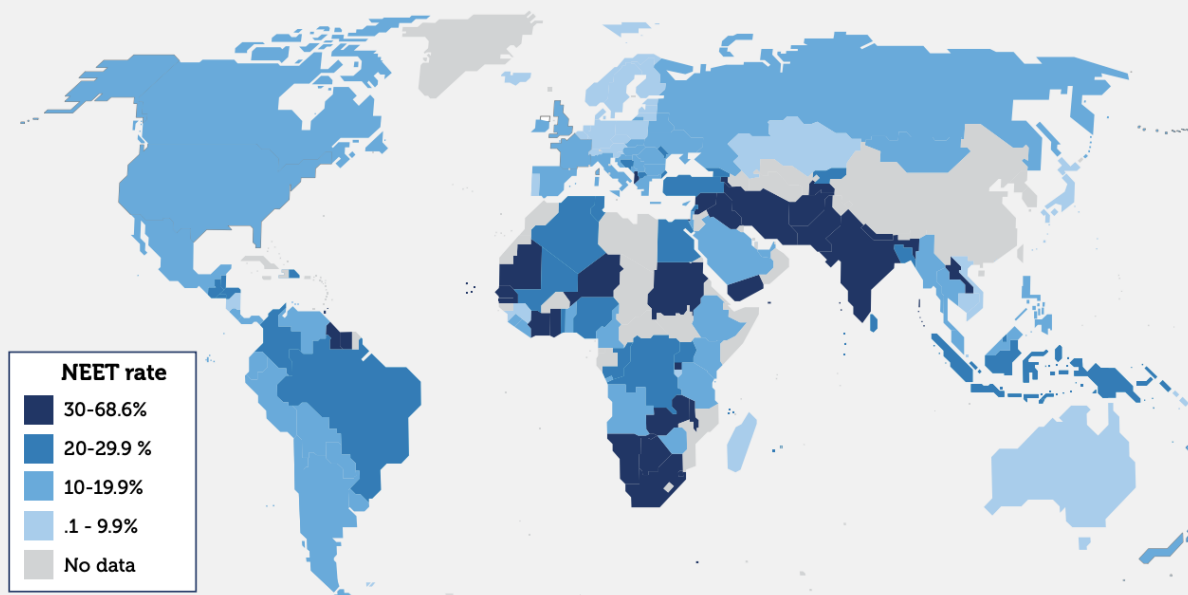 NEET rate
30-68.6%
20-29.9 %
10-19.9%
.1 - 9.9%
No data